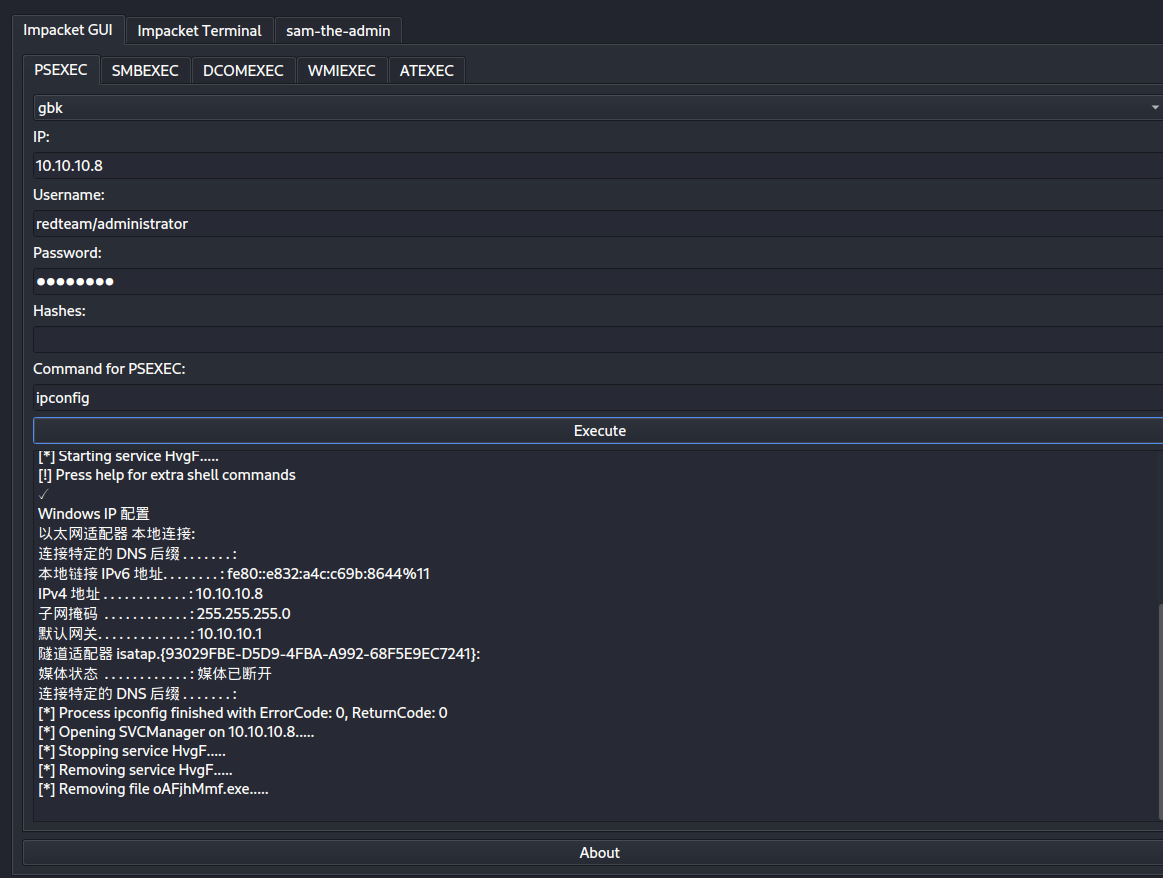 Impacket GUI Impacket Terminal sam-the-admin
PSEXEC SMBEXEC DCOMEXEC WMIEXEC ATEXEC
gbk
IP:
10.10.10.8
Username:
redteam/administrator
Password:
●●●●●●●●
Hashes:
Command for PSEXEC:
ipconfig
Execute
[*] Starting service HvgF.....
[!] Press help for extra shell commands
✓
Windows IP 配置
以太网适配器 本地连接:
连接特定的 DNS 后缀 . . . . . . . :
本地链接 IPv6 地址. . . . . . . . : fe80::e832:a4c:c69b:8644%11
IPv4 地址 . . . . . . . . . . . . : 10.10.10.8
子网掩码 . . . . . . . . . . . . : 255.255.255.0
默认网关. . . . . . . . . . . . . : 10.10.10.1
隧道适配器 isatap.{93029FBE-D5D9-4FBA-A992-68F5E9EC7241}:
媒体状态 . . . . . . . . . . . . : 媒体已断开
连接特定的 DNS 后缀 . . . . . . . :
[*] Process ipconfig finished with ErrorCode: 0, ReturnCode: 0
[*] Opening SVCManager on 10.10.10.8.....
[*] Stopping service HvgF.....
[*] Removing service HvgF.....
[*] Removing file oAFjhMmf.exe.....
About